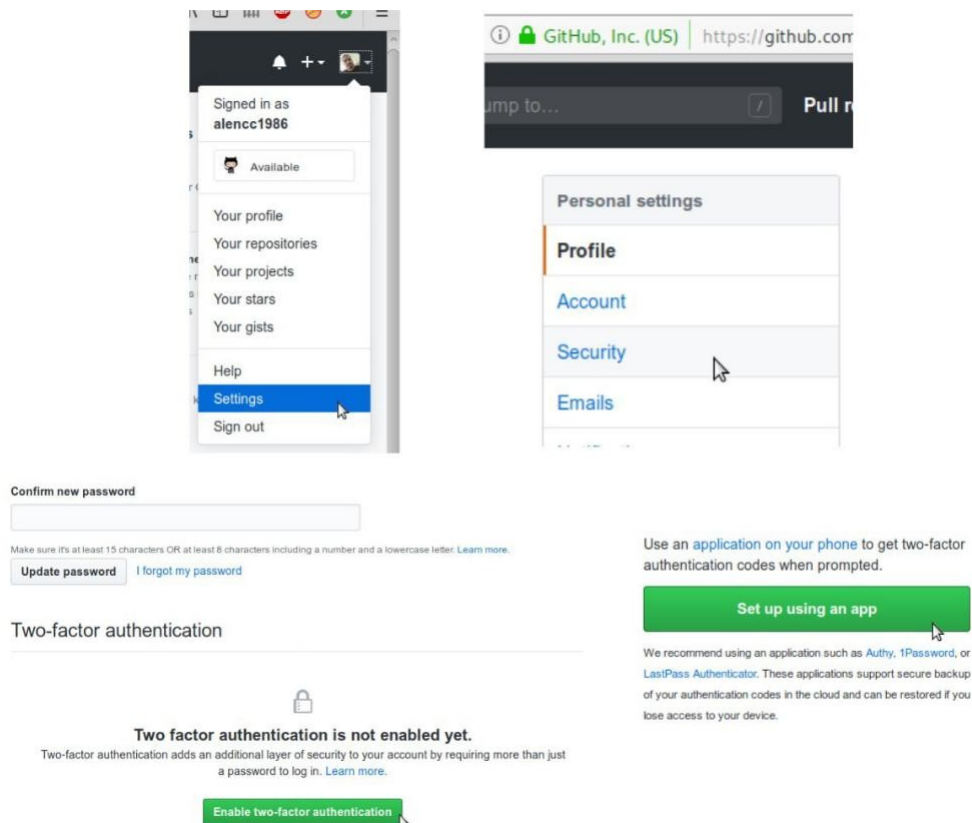 Signed in as
alencc1986
Available
Your profile
Your repositories
Your projects
Your stars
Your gists
Help
Settings
Sign out
GitHub, Inc. (US) https://github.com
ump to... /
Pull r
Personal settings
Profile
Account
Security
Emails
Confirm new password
Make sure it's at least 15 characters OR at least 8 characters including a number and a lowercase letter. Learn more.
Update password I forgot my password
Two-factor authentication
Two factor authentication is not enabled yet.
Two-factor authentication adds an additional layer of security to your account by requiring more than just
a password to log in. Learn more.
Enable two-factor authentication
Use an application on your phone to get two-factor
authentication codes when prompted.
Set up using an app
We recommend using an application such as Authy, 1Password, or
LastPass Authenticator. These applications support secure backup
of your authentication codes in the cloud and can be restored if you
lose access to your device.